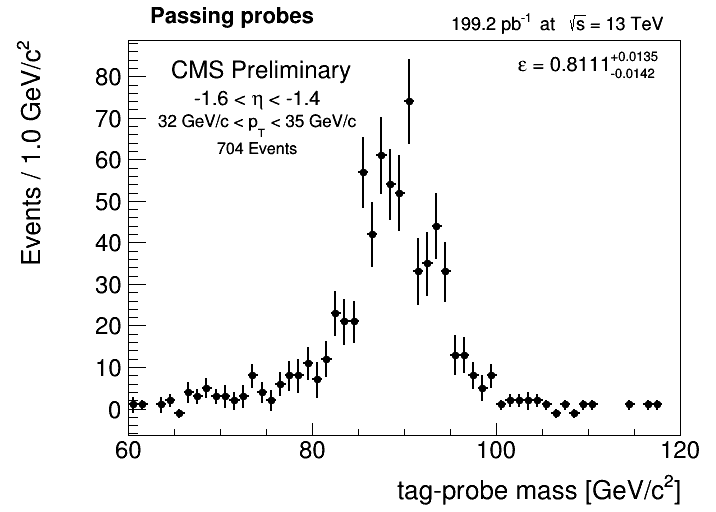 Passing probes
199.2 pb⁻¹ at √s = 13 TeV
CMS Preliminary
-1.6 < η < -1.4
32 GeV/c < p_T < 35 GeV/c
704 Events
ε = 0.8111 +0.0135 -0.0142
Events / 1.0 GeV/c²
80
70
60
50
40
30
20
10
0
60 80 100 120
tag-probe mass [GeV/c²]